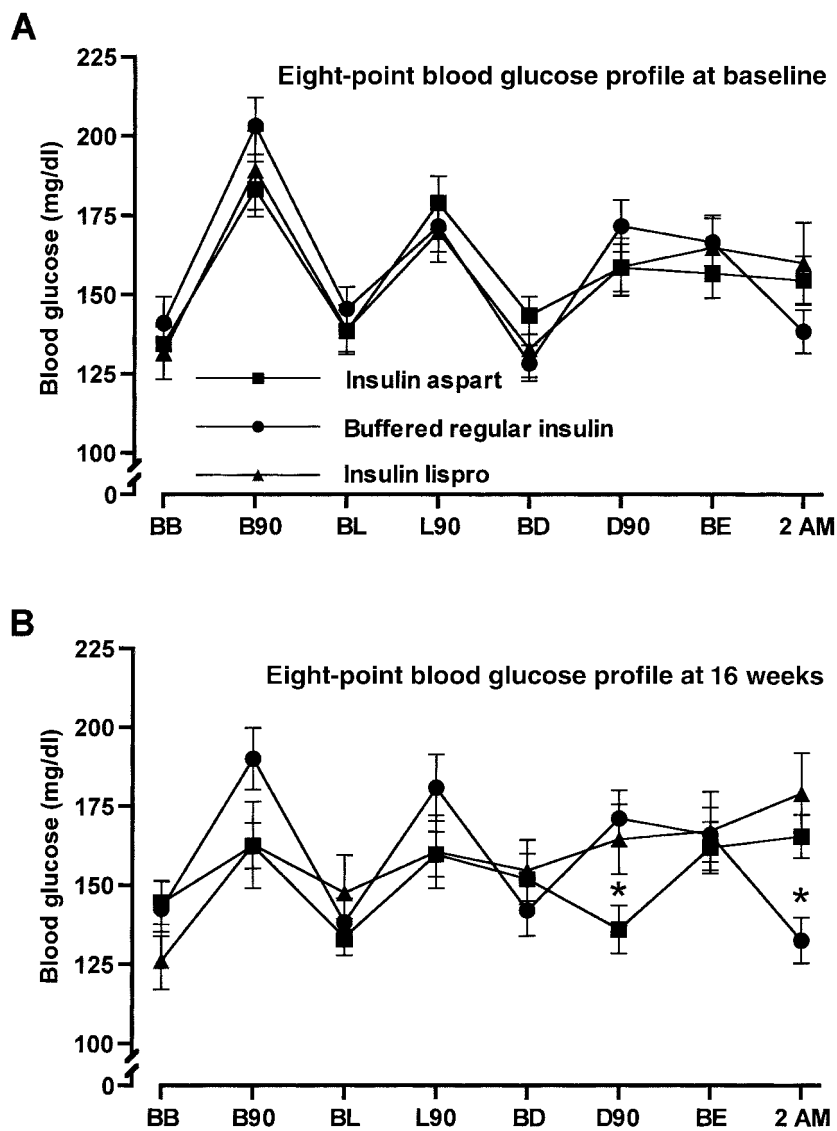 A
225
Eight-point blood glucose profile at baseline
200
175
150
125
100
0
Blood glucose (mg/dl)
Insulin aspart
Buffered regular insulin
Insulin lispro
BB B90 BL L90 BD D90 BE 2 AM
B
225
Eight-point blood glucose profile at 16 weeks
200
175
150
125
100
0
Blood glucose (mg/dl)
*
*
BB B90 BL L90 BD D90 BE 2 AM